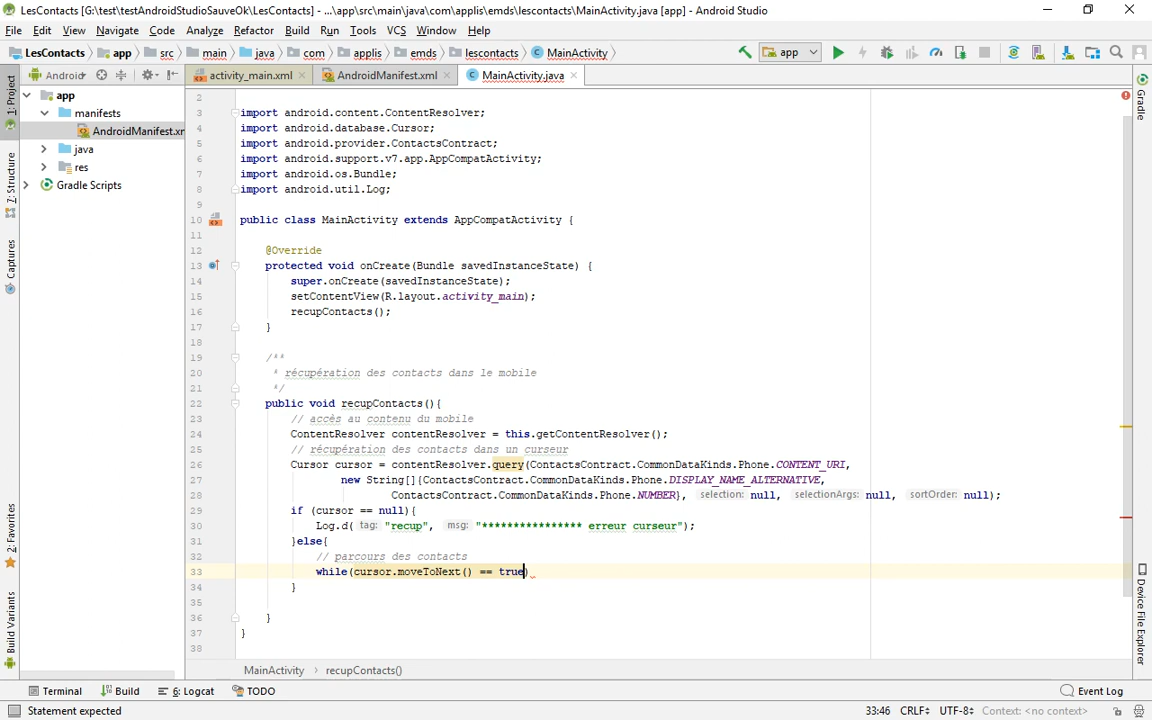 LesContacts [G:\test\testAndroidStudioSauveOk\LesContacts] - ...\app\src\main\java\com\applis\emds\lescontacts\MainActivity.java [app] - Android Studio
File Edit View Navigate Code Analyze Refactor Build Run Tools VCS Window Help
LesContacts app src main java com applis emds lescontacts MainActivity app
Android activity_main.xml AndroidManifest.xml MainActivity.java
1: Project
Z: Structure
Captures
2: Favorites
Build Variants
app
manifests
AndroidManifest.xr
java
res
Gradle Scripts
2
3 import android.content.ContentResolver;
4 import android.database.Cursor;
5 import android.provider.ContactsContract;
6 import android.support.v7.app.AppCompatActivity;
7 import android.os.Bundle;
8 import android.util.Log;
9
10 public class MainActivity extends AppCompatActivity {
11
12 @Override
13 protected void onCreate(Bundle savedInstanceState) {
14 super.onCreate(savedInstanceState);
15 setContentView(R.layout.activity_main);
16 recupContacts();
17 }
18
19 /**
20 * récupération des contacts dans le mobile
21 */
22 public void recupContacts(){
23 // accès au contenu du mobile
24 ContentResolver contentResolver = this.getContentResolver();
25 // récupération des contacts dans un curseur
26 Cursor cursor = contentResolver.query(ContactsContract.CommonDataKinds.Phone.CONTENT_URI,
27 new String[]{ContactsContract.CommonDataKinds.Phone.DISPLAY_NAME_ALTERNATIVE,
28 ContactsContract.CommonDataKinds.Phone.NUMBER}, selection: null, selectionArgs: null, sortOrder: null);
29 if (cursor == null){
30 Log.d( tag: "recup", msg: "**************** erreur curseur");
31 }else{
32 // parcours des contacts
33 while(cursor.moveToNext() == true)
34 }
35
36 }
37 }
38
Gradle
Device File Explorer
MainActivity recupContacts()
Terminal Build 6: Logcat TODO Event Log
Statement expected 33:46 CRLF UTF-8 Context: <no context>